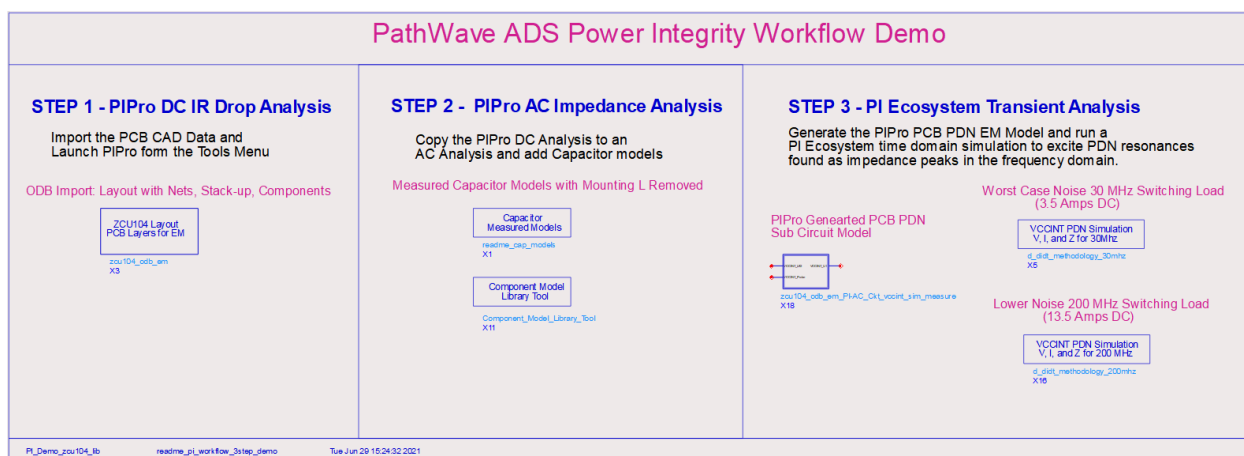 PathWave ADS Power Integrity Workflow Demo
STEP 1 - PIPro DC IR Drop Analysis
Import the PCB CAD Data and
Launch PIPro form the Tools Menu
ODB Import: Layout with Nets, Stack-up, Components
ZCU104 Layout
PCB Layers for EM
zcu104_odb_em
X3
STEP 2 - PIPro AC Impedance Analysis
Copy the PIPro DC Analysis to an
AC Analysis and add Capacitor models
Measured Capacitor Models with Mounting L Removed
Capacitor
Measured Models
readme_cap_models
X1
Component Model
Library Tool
Component_Model_Library_Tool
X11
STEP 3 - PI Ecosystem Transient Analysis
Generate the PIPro PCB PDN EM Model and run a
PI Ecosystem time domain simulation to excite PDN resonances
found as impedance peaks in the frequency domain.
PIPro Genearted PCB PDN
Sub Circuit Model
zcu104_odb_em_PI-AC_Ckt_vccint_sim_measure
X18
Worst Case Noise 30 MHz Switching Load
(3.5 Amps DC)
VCCINT PDN Simulation
V, I, and Z for 30Mhz
d_didt_methodology_30mhz
X5
Lower Noise 200 MHz Switching Load
(13.5 Amps DC)
VCCINT PDN Simulation
V, I, and Z for 200 MHz
d_didt_methodology_200mhz
X16
PI_Demo_zcu104_lib
readme_pi_workflow_3step_demo
Tue Jun 29 15:24:32 2021